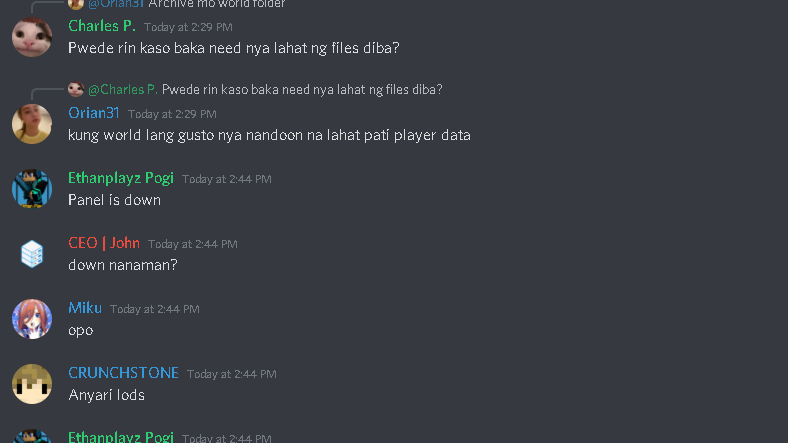 @Orian31 Archive mo world folder
Charles P. Today at 2:29 PM
Pwede rin kaso baka need nya lahat ng files diba?
@Charles P. Pwede rin kaso baka need nya lahat ng files diba?
Orian31 Today at 2:29 PM
kung world lang gusto nya nandoon na lahat pati player data
Ethanplayz Pogi Today at 2:44 PM
Panel is down
CEO | John Today at 2:44 PM
down nanaman?
Miku Today at 2:44 PM
opo
CRUNCHSTONE Today at 2:44 PM
Anyari lods
Ethanplayz Pogi Today at 2:44 PM